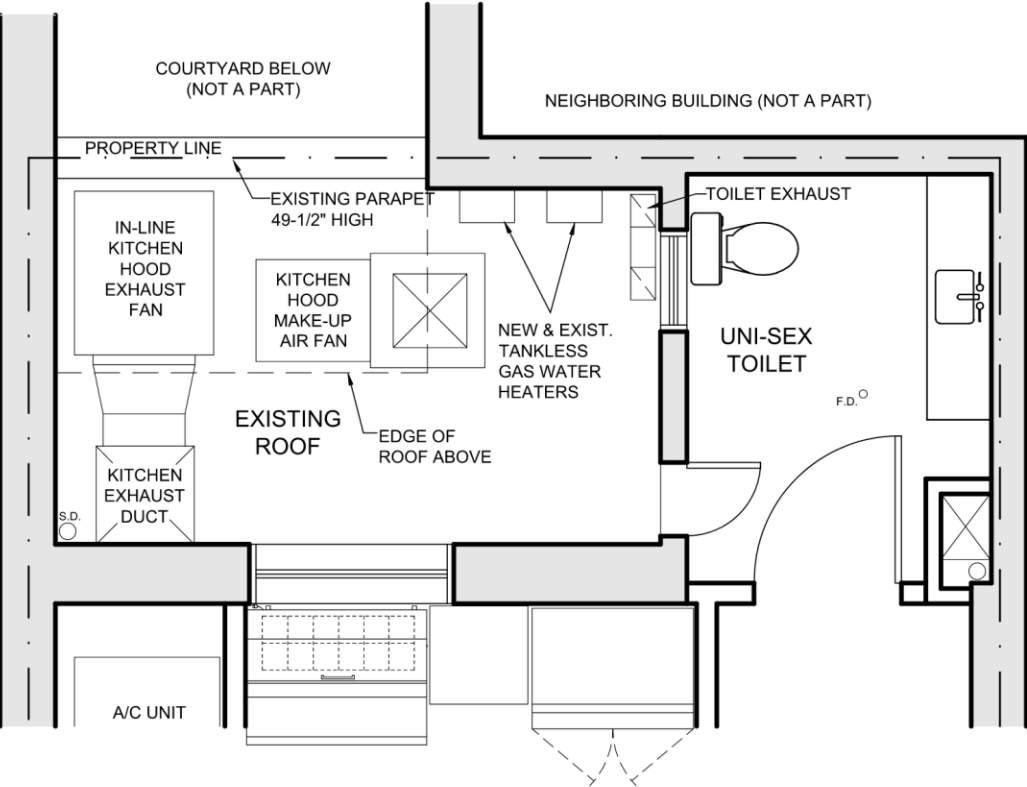 COURTYARD BELOW
(NOT A PART)
NEIGHBORING BUILDING (NOT A PART)
PROPERTY LINE
EXISTING PARAPET
49-1/2" HIGH
TOILET EXHAUST
IN-LINE
KITCHEN
HOOD
EXHAUST
FAN
KITCHEN
HOOD
MAKE-UP
AIR FAN
NEW & EXIST.
TANKLESS
GAS WATER
HEATERS
UNI-SEX
TOILET
F.D.
EXISTING
ROOF
EDGE OF
ROOF ABOVE
KITCHEN
EXHAUST
DUCT
S.D.
A/C UNIT